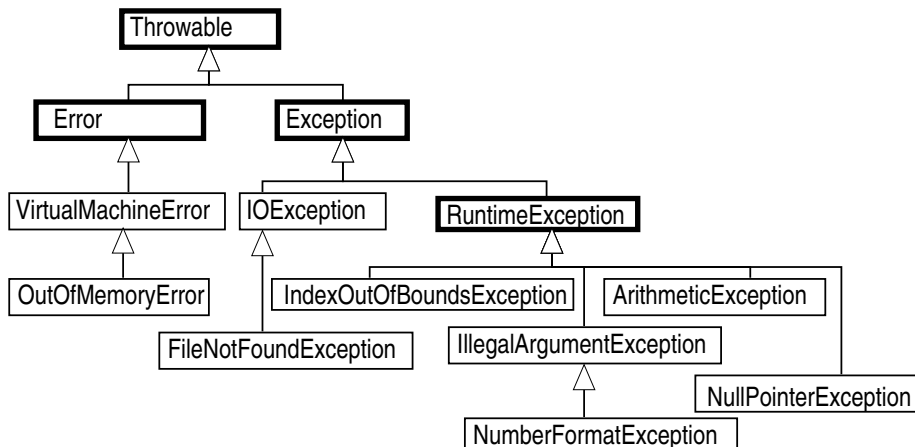 Throwable
Error
Exception
VirtualMachineError
IOException
RuntimeException
OutOfMemoryError
IndexOutOfBoundsException
ArithmeticException
FileNotFoundException
IllegalArgumentException
NullPointerException
NumberFormatException